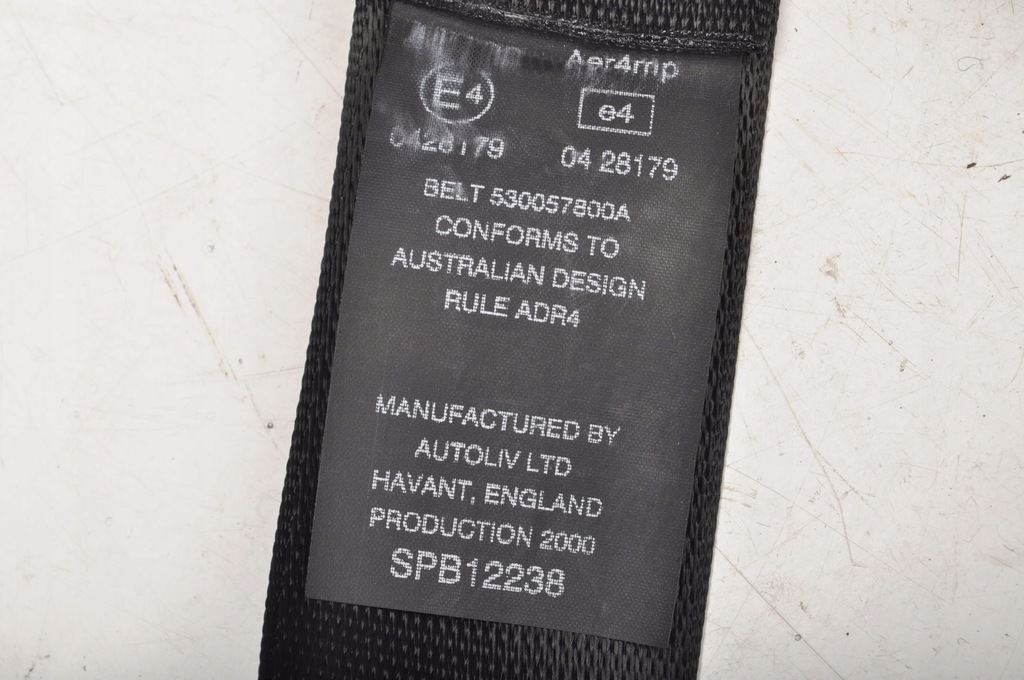 Aer4mp
E4
e4
0428179
04 28179
BELT 530057800A
CONFORMS TO
AUSTRALIAN DESIGN
RULE ADR4
MANUFACTURED BY
AUTOLIV LTD
HAVANT, ENGLAND
PRODUCTION 2000
SPB12238